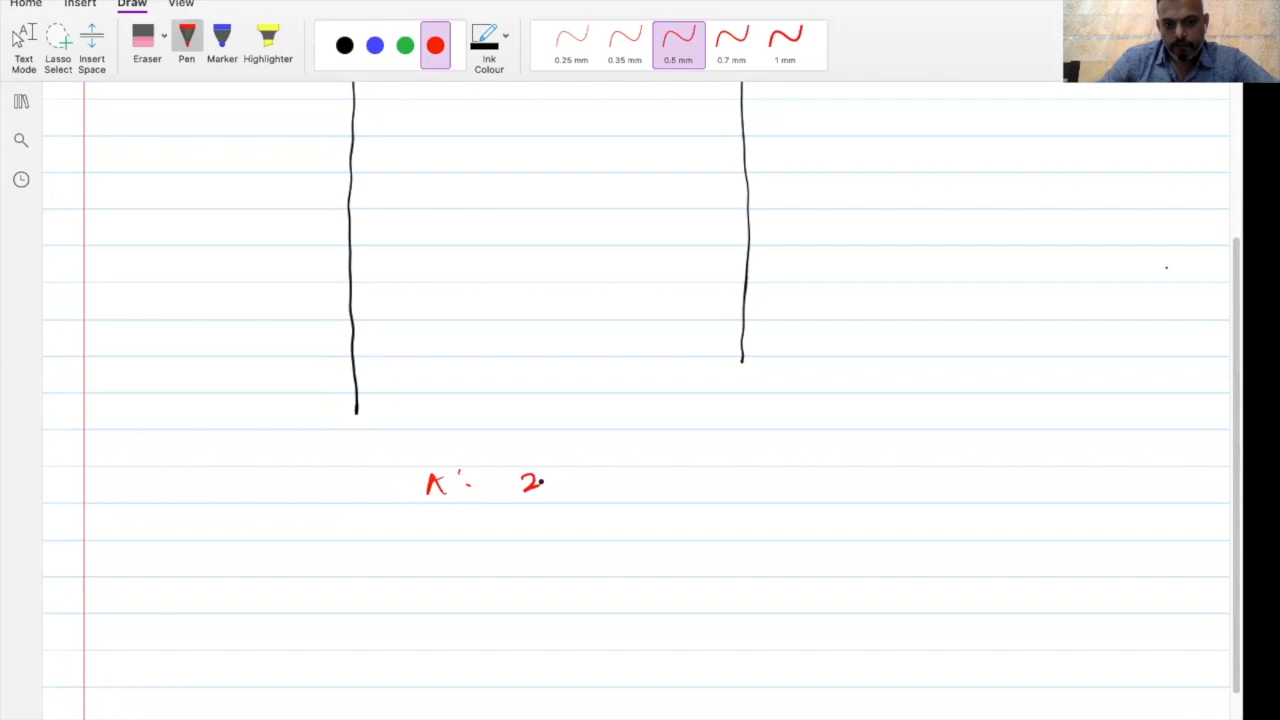 Home Insert Draw View
Text Mode Lasso Select Insert Space Eraser Pen Marker Highlighter Ink Colour 0.25 mm 0.35 mm 0.5 mm 0.7 mm 1 mm
A : 2